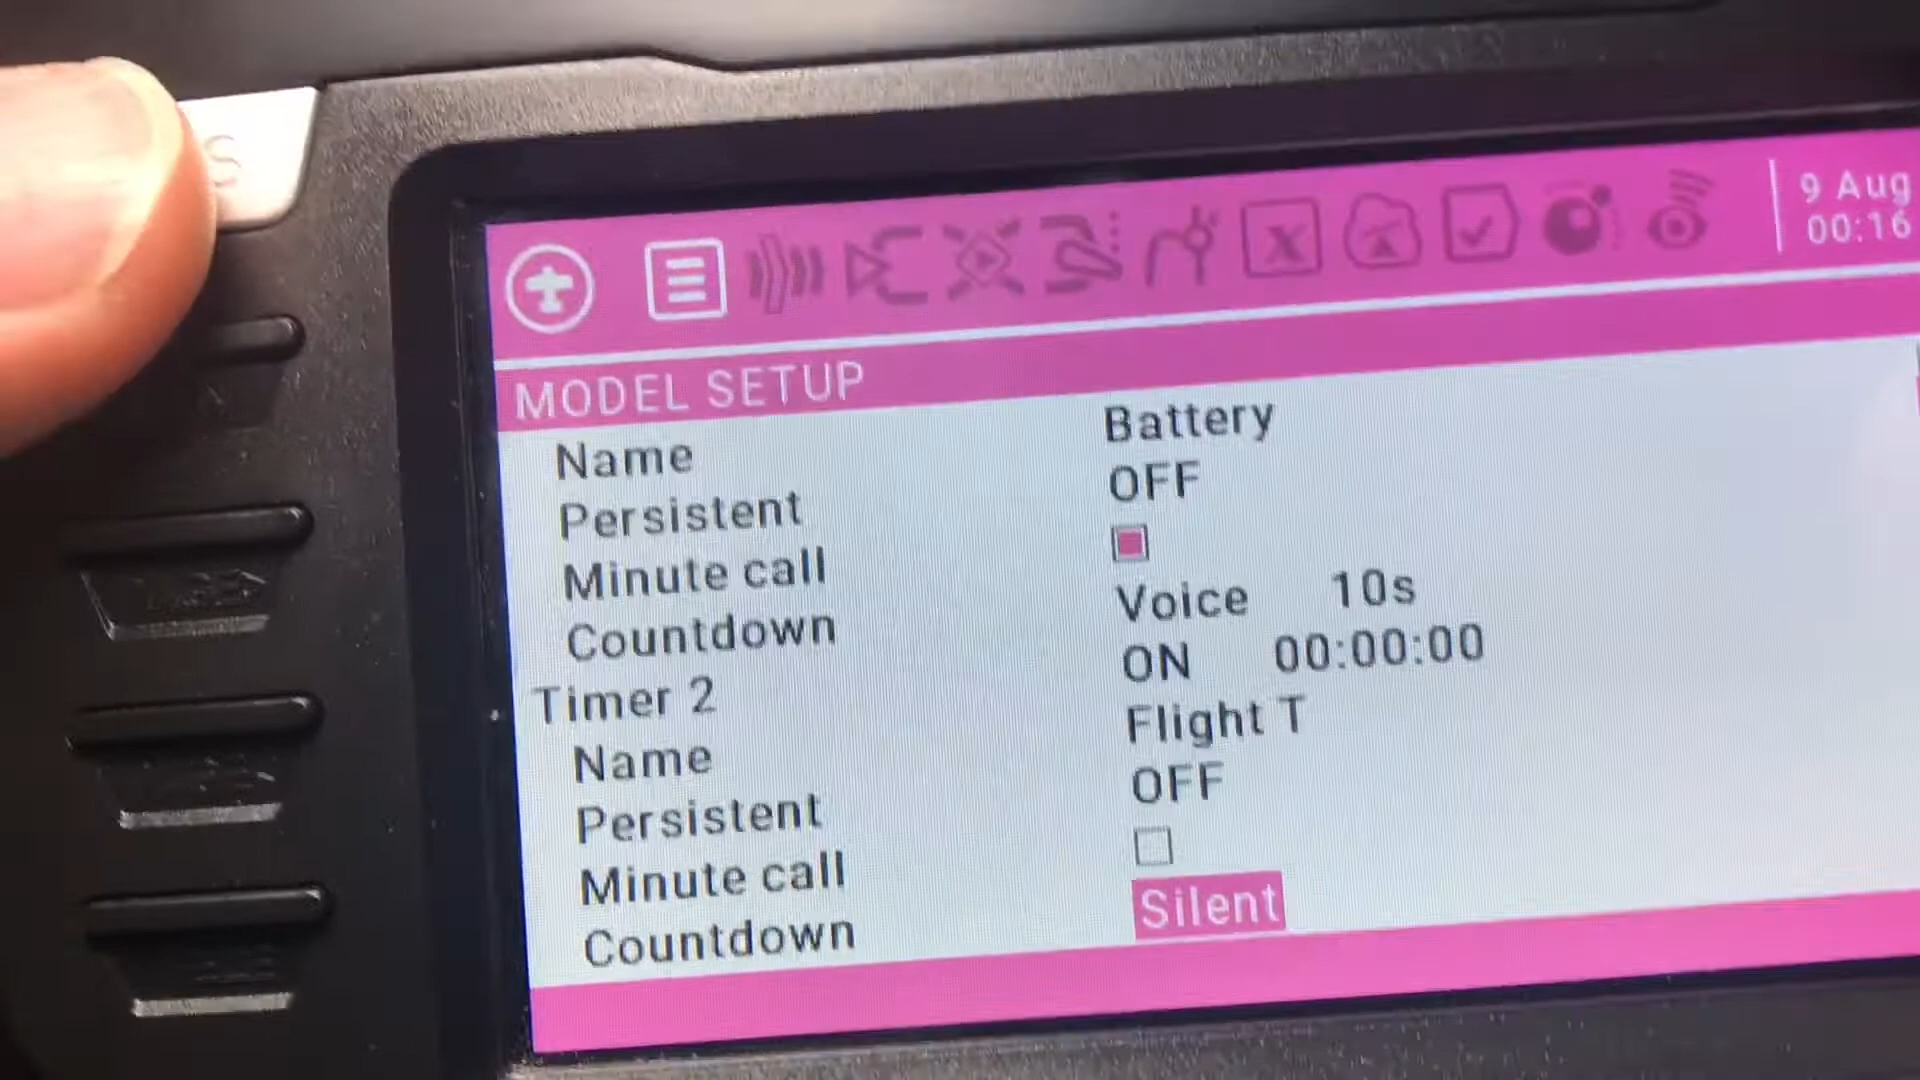 S
9 Aug
00:16
MODEL SETUP
Name Battery
Persistent OFF
Minute call
Countdown Voice 10s
Timer 2 ON 00:00:00
Name Flight T
Persistent OFF
Minute call
Countdown Silent